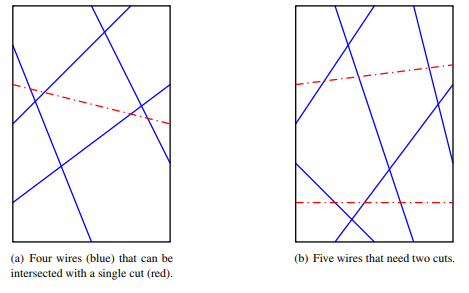 (a) Four wires (blue) that can be
intersected with a single cut (red).
(b) Five wires that need two cuts.